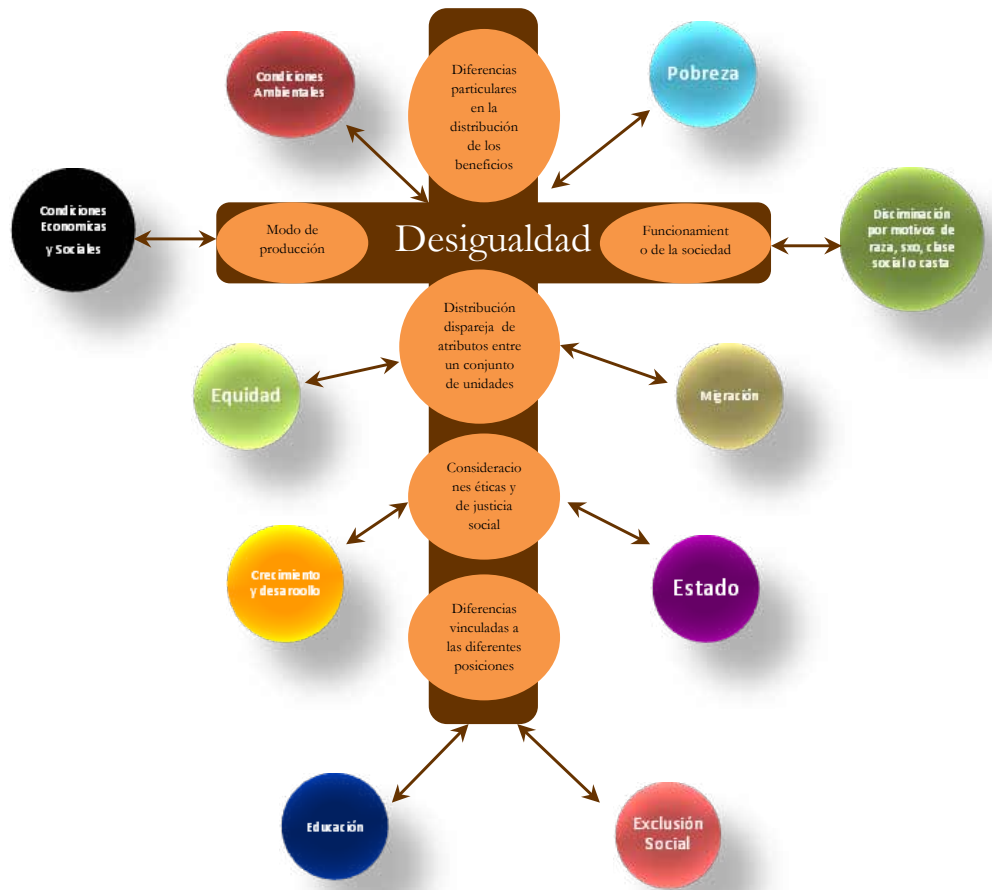 Condiciones
Ambientales
Diferencias
particulares
en la
distribución
de los
beneficios
Pobreza
Condiciones
Economicas
y Sociales
Modo de
producción
Desigualdad
Funcionamient
o de la sociedad
Disciminación
por motivos de
raza, sxo, clase
social o casta
Distribución
dispareja de
atributos entre
un conjunto
de unidades
Equidad
Migración
Consideracio
nes éticas y
de justicia
social
Crecimiento
y desaroollo
Estado
Diferencias
vinculadas a
las diferentes
posiciones
Educación
Exclusión
Social